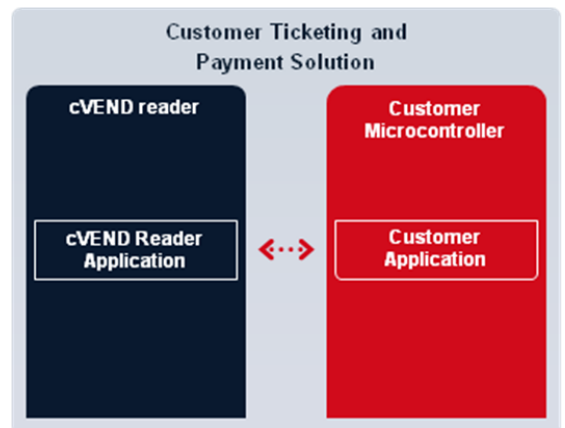 Customer Ticketing and
Payment Solution
cVEND reader
Customer
Microcontroller
cVEND Reader
Application
Customer
Application